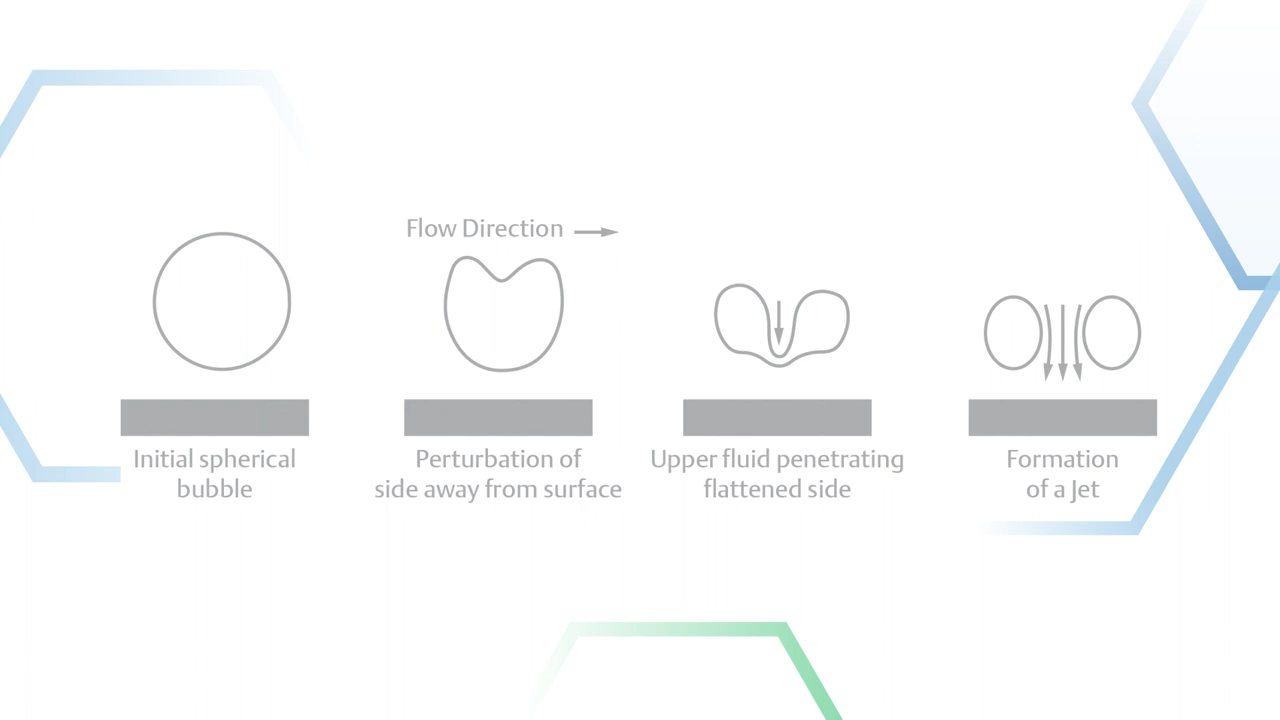 Flow Direction
Initial spherical
bubble
Perturbation of
side away from surface
Upper fluid penetrating
flattened side
Formation
of a Jet